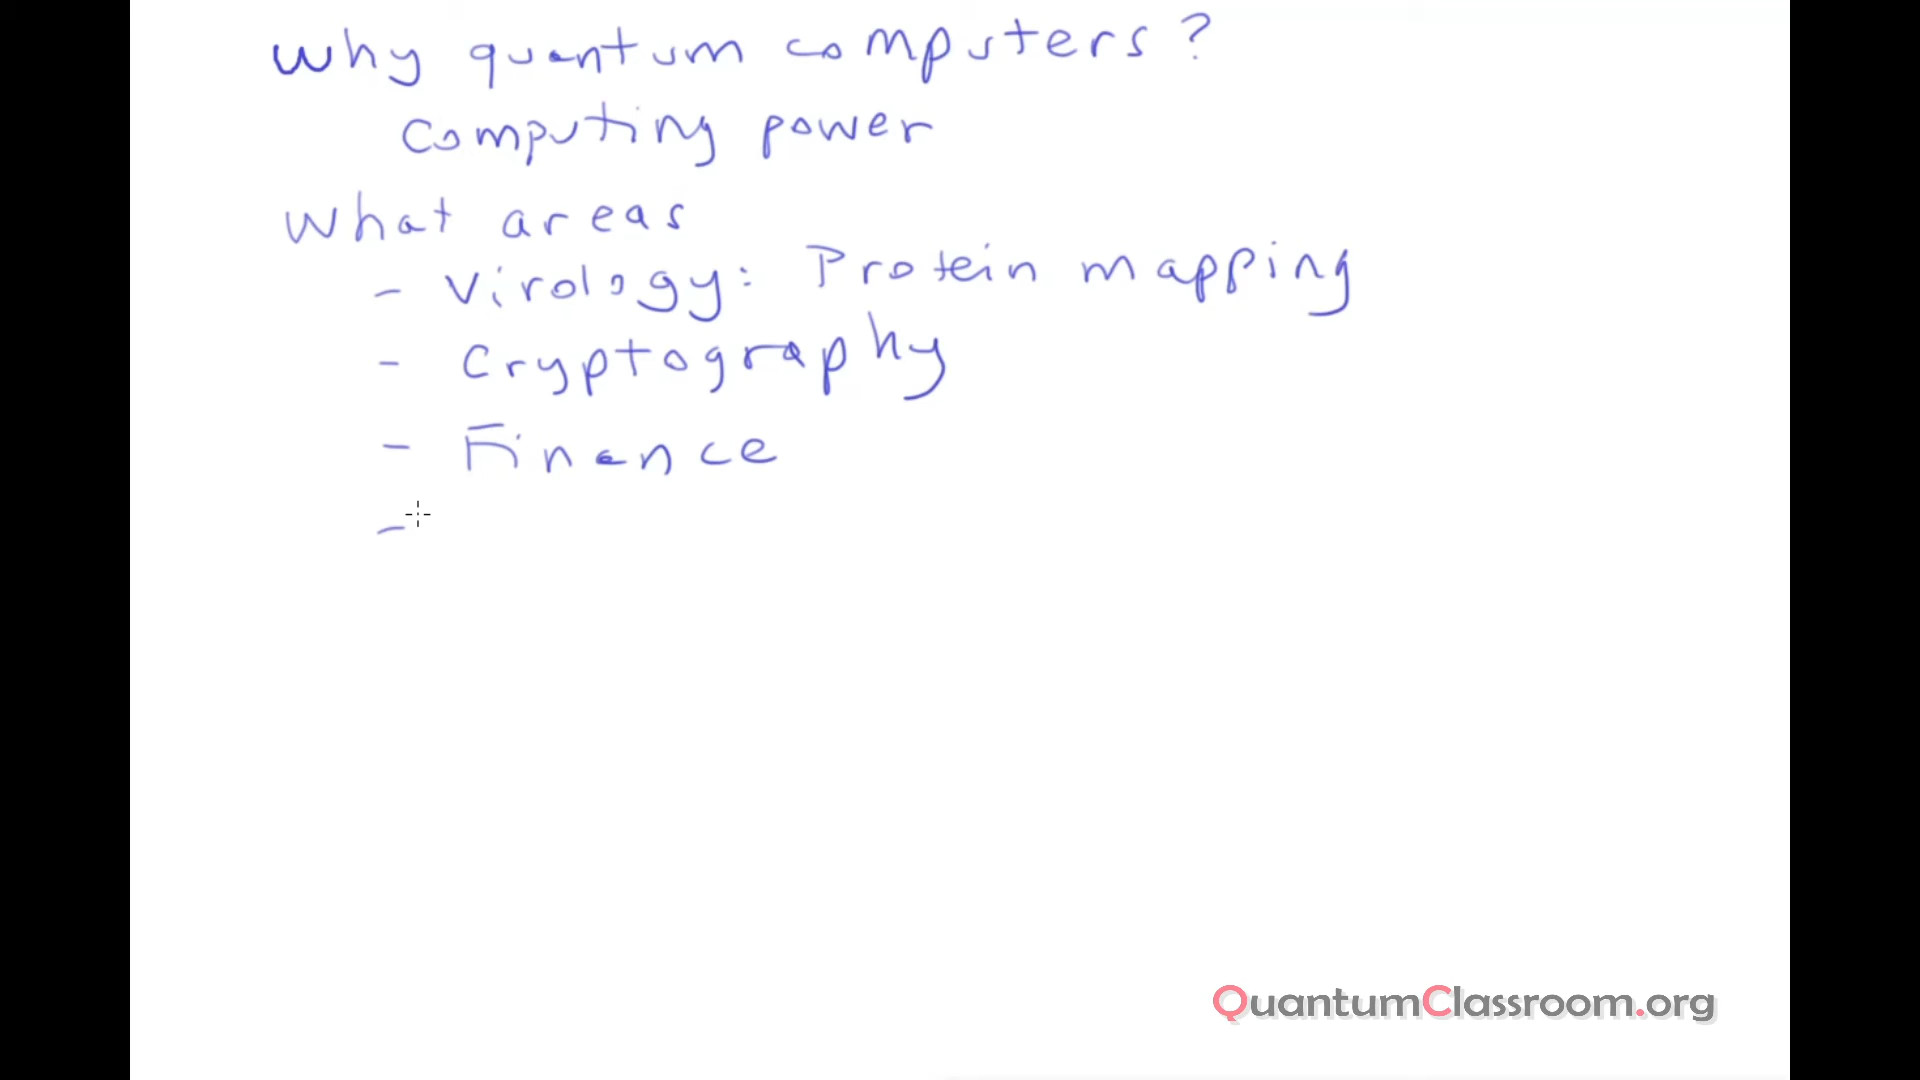 Why quantum computers?
Computing power
What areas
- Virology: Protein mapping
- Cryptography
- Finance
-
QuantumClassroom.org